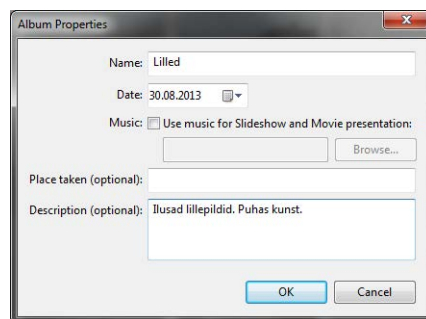 Album Properties
Name: Lilled
Date: 30.08.2013
Music: Use music for Slideshow and Movie presentation:
Browse...
Place taken (optional):
Description (optional): Ilusad lillepildid. Puhas kunst.
OK Cancel